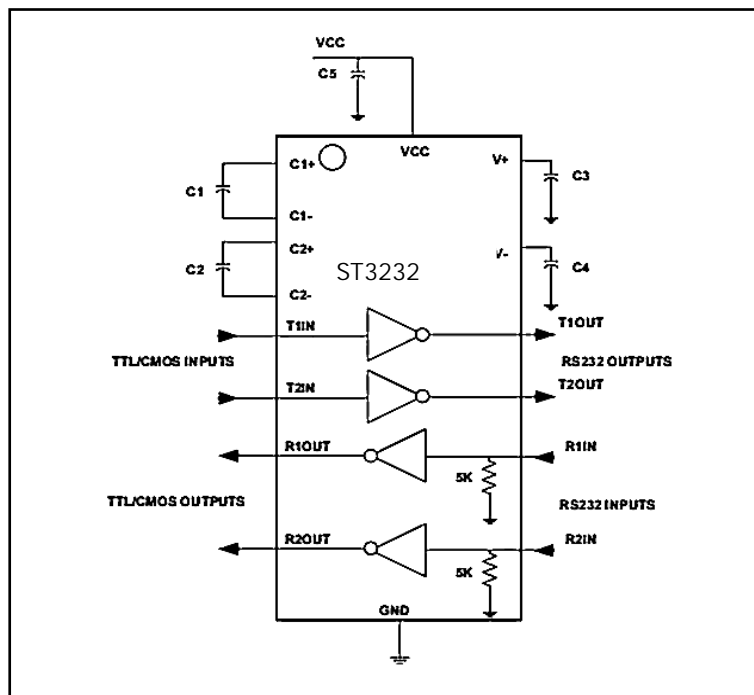 VCC
C5
VCC
C1+
V+
C1
C3
C1-
C2+
V-
C2
ST3232
C4
C2-
T1IN
T1OUT
TTL/CMOS INPUTS
RS232 OUTPUTS
T2IN
T2OUT
R1OUT
R1IN
5K
TTL/CMOS OUTPUTS
RS232 INPUTS
R2OUT
R2IN
5K
GND